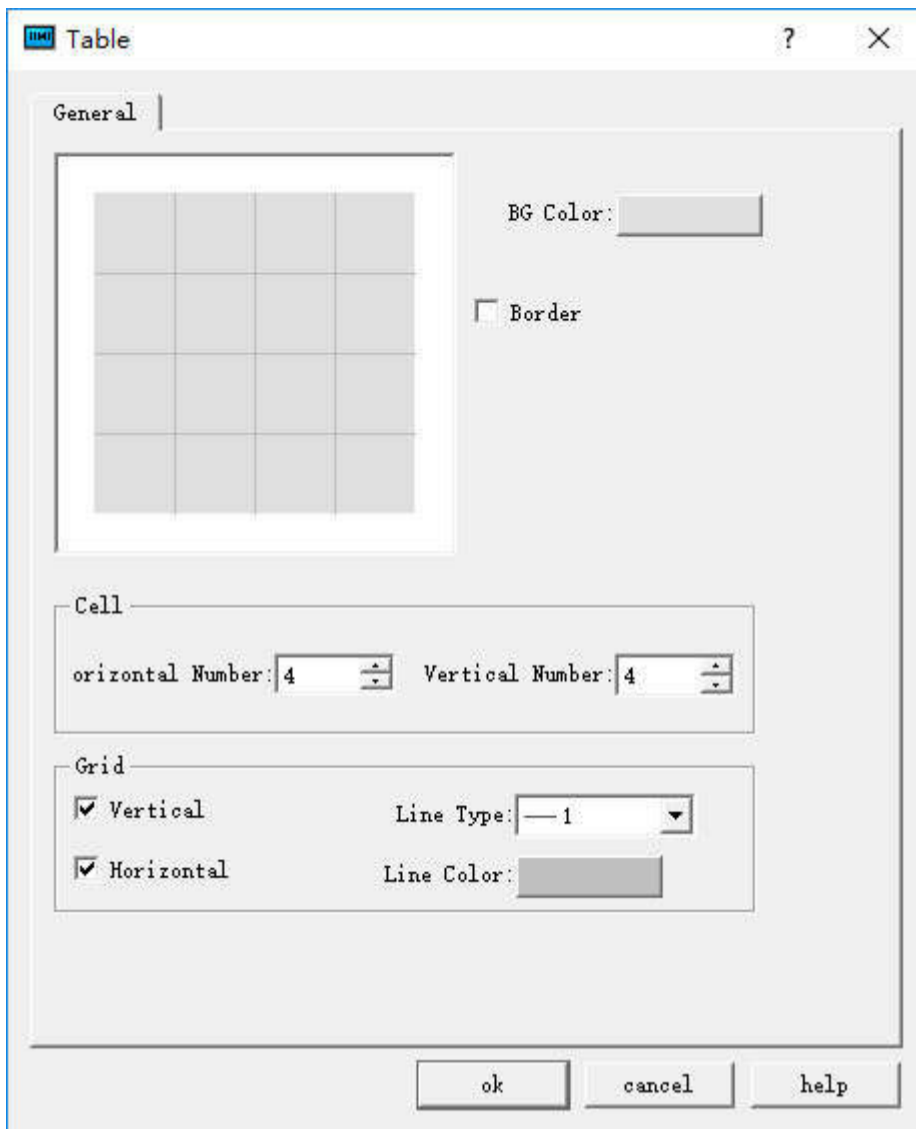 Table
General
BG Color:
Border
Cell
orizontal Number: 4 Vertical Number: 4
Grid
Vertical Line Type: 1
Horizontal Line Color:
ok cancel help